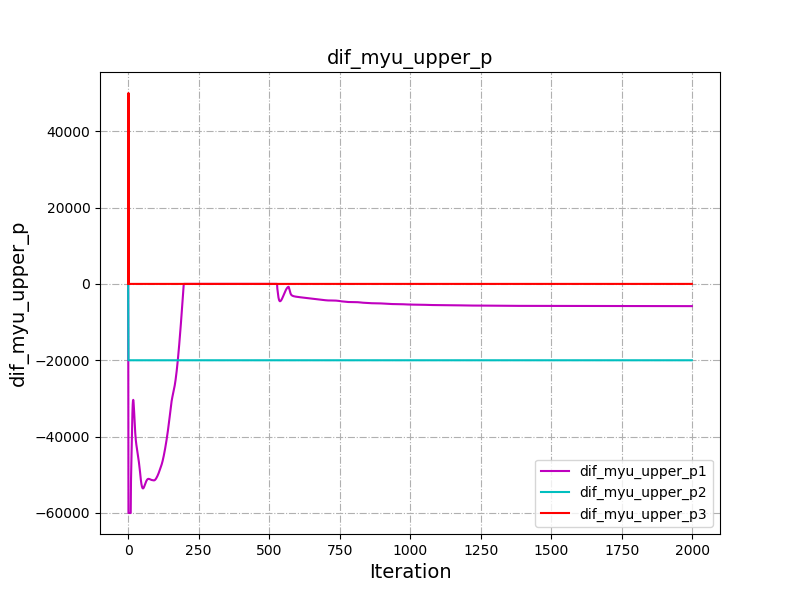 dif_myu_upper_p
dif_myu_upper_p
40000
20000
0
−20000
−40000
−60000
dif_myu_upper_p1
dif_myu_upper_p2
dif_myu_upper_p3
0 250 500 750 1000 1250 1500 1750 2000
Iteration